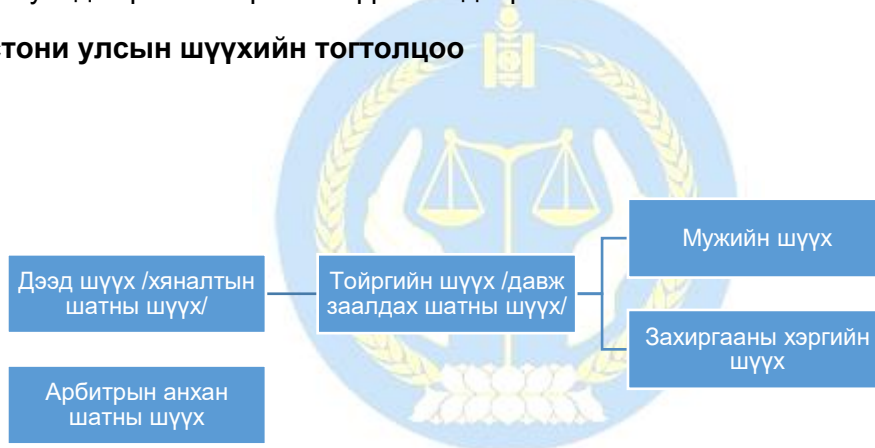 стони улсын шүүхийн тогтолцоо
Дээд шүүх /хяналтын
шатны шүүх/
Тойргийн шүүх /давж
заалдах шатны шүүх/
Мужийн шүүх
Захиргааны хэргийн
шүүх
Арбитрын анхан
шатны шүүх